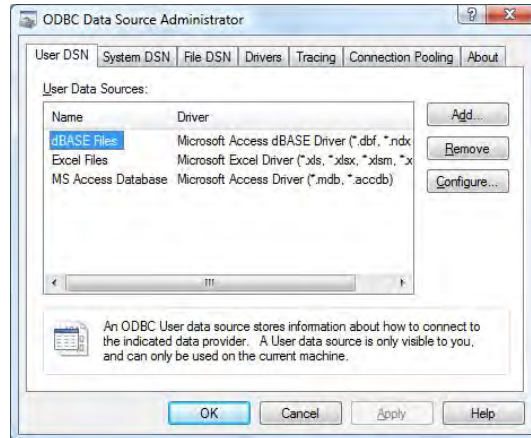 ODBC Data Source Administrator
User DSN System DSN File DSN Drivers Tracing Connection Pooling About
User Data Sources:
Name Driver
Add...
dBASE Files Microsoft Access dBASE Driver (*.dbf, *.ndx
Excel Files Microsoft Excel Driver (*.xls, *.xlsx, *.xlsm, *.x
Remove
MS Access Database Microsoft Access Driver (*.mdb, *.accdb)
Configure...
An ODBC User data source stores information about how to connect to
the indicated data provider. A User data source is only visible to you,
and can only be used on the current machine.
OK Cancel Apply Help